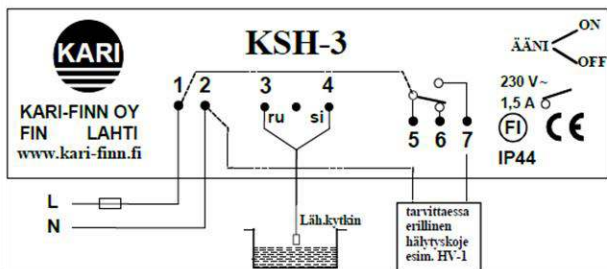 KARI
KSH-3
ÄÄNI
ON
OFF
1 2 3 4
ru si
5 6 7
230 V~
1,5 A
FI CE
IP44
KARI-FINN OY
FIN LAHTI
www.kari-finn.fi
L
N
Läh.kytkin
tarvittaessa
erillinen
hälytyskoje
esim. HV-1